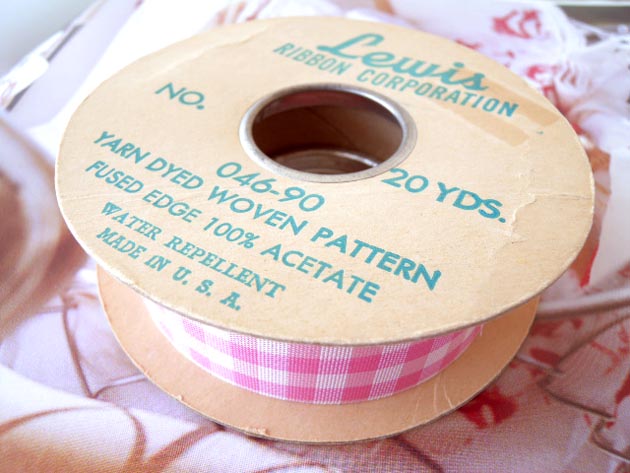 Lewis
RIBBON CORPORATION
NO.
046-90
20 YDS.
YARN DYED WOVEN PATTERN
FUSED EDGE 100% ACETATE
WATER REPELLENT
MADE IN U. S. A.